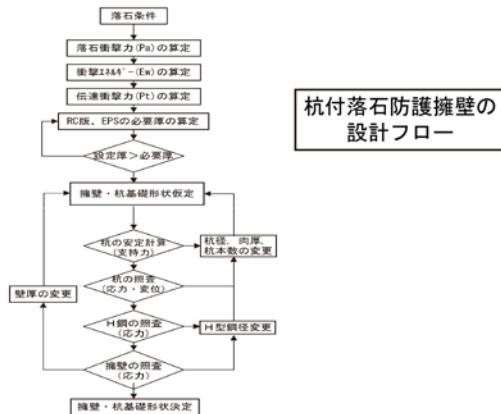 落石条件
落石衝撃力(Pa)の算定
衝撃ｴﾈﾙｷﾞｰ(Ew)の算定
伝達衝撃力(Pt)の算定
RC版、EPSの必要厚の算定
設定厚＞必要厚
擁壁・杭基礎形状仮定
杭の安定計算
(支持力)
杭径、肉厚、
杭本数の変更
杭の照査
(応力・変位)
壁厚の変更
H鋼の照査
(応力)
H型鋼径変更
擁壁の照査
(応力)
擁壁・杭基礎形状決定
杭付落石防護擁壁の
設計フロー